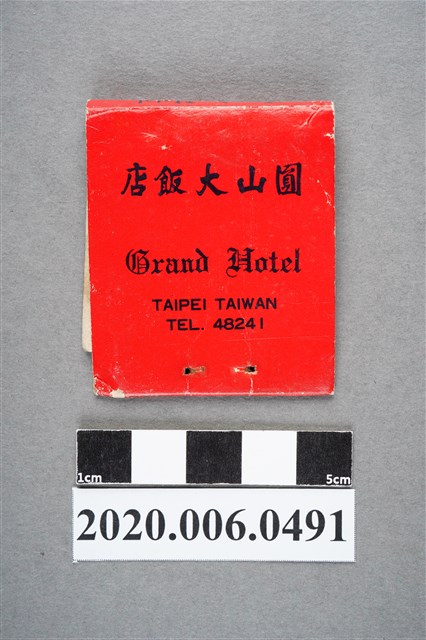 圓山大飯店
Grand Hotel
TAIPEI TAIWAN
TEL. 48241
1cm 5cm
2020.006.0491